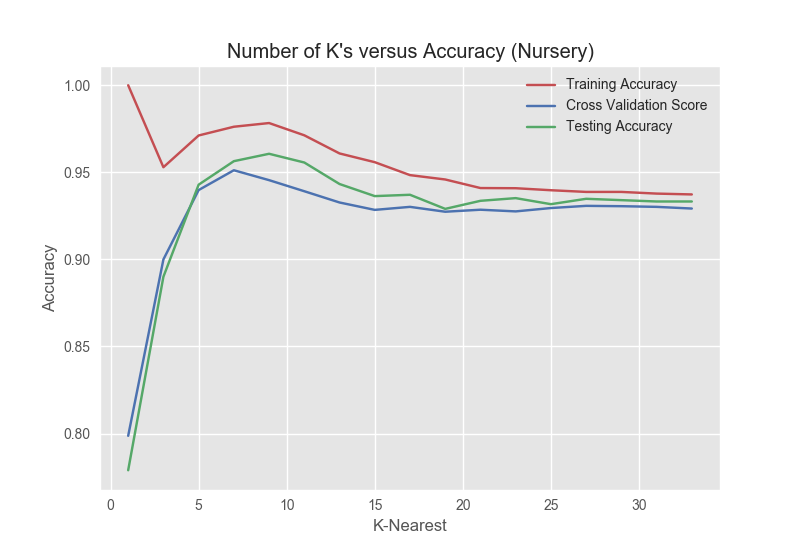 Number of K's versus Accuracy (Nursery)
Training Accuracy
Cross Validation Score
Testing Accuracy
Accuracy
1.00
0.95
0.90
0.85
0.80
0
5
10
15
20
25
30
K-Nearest